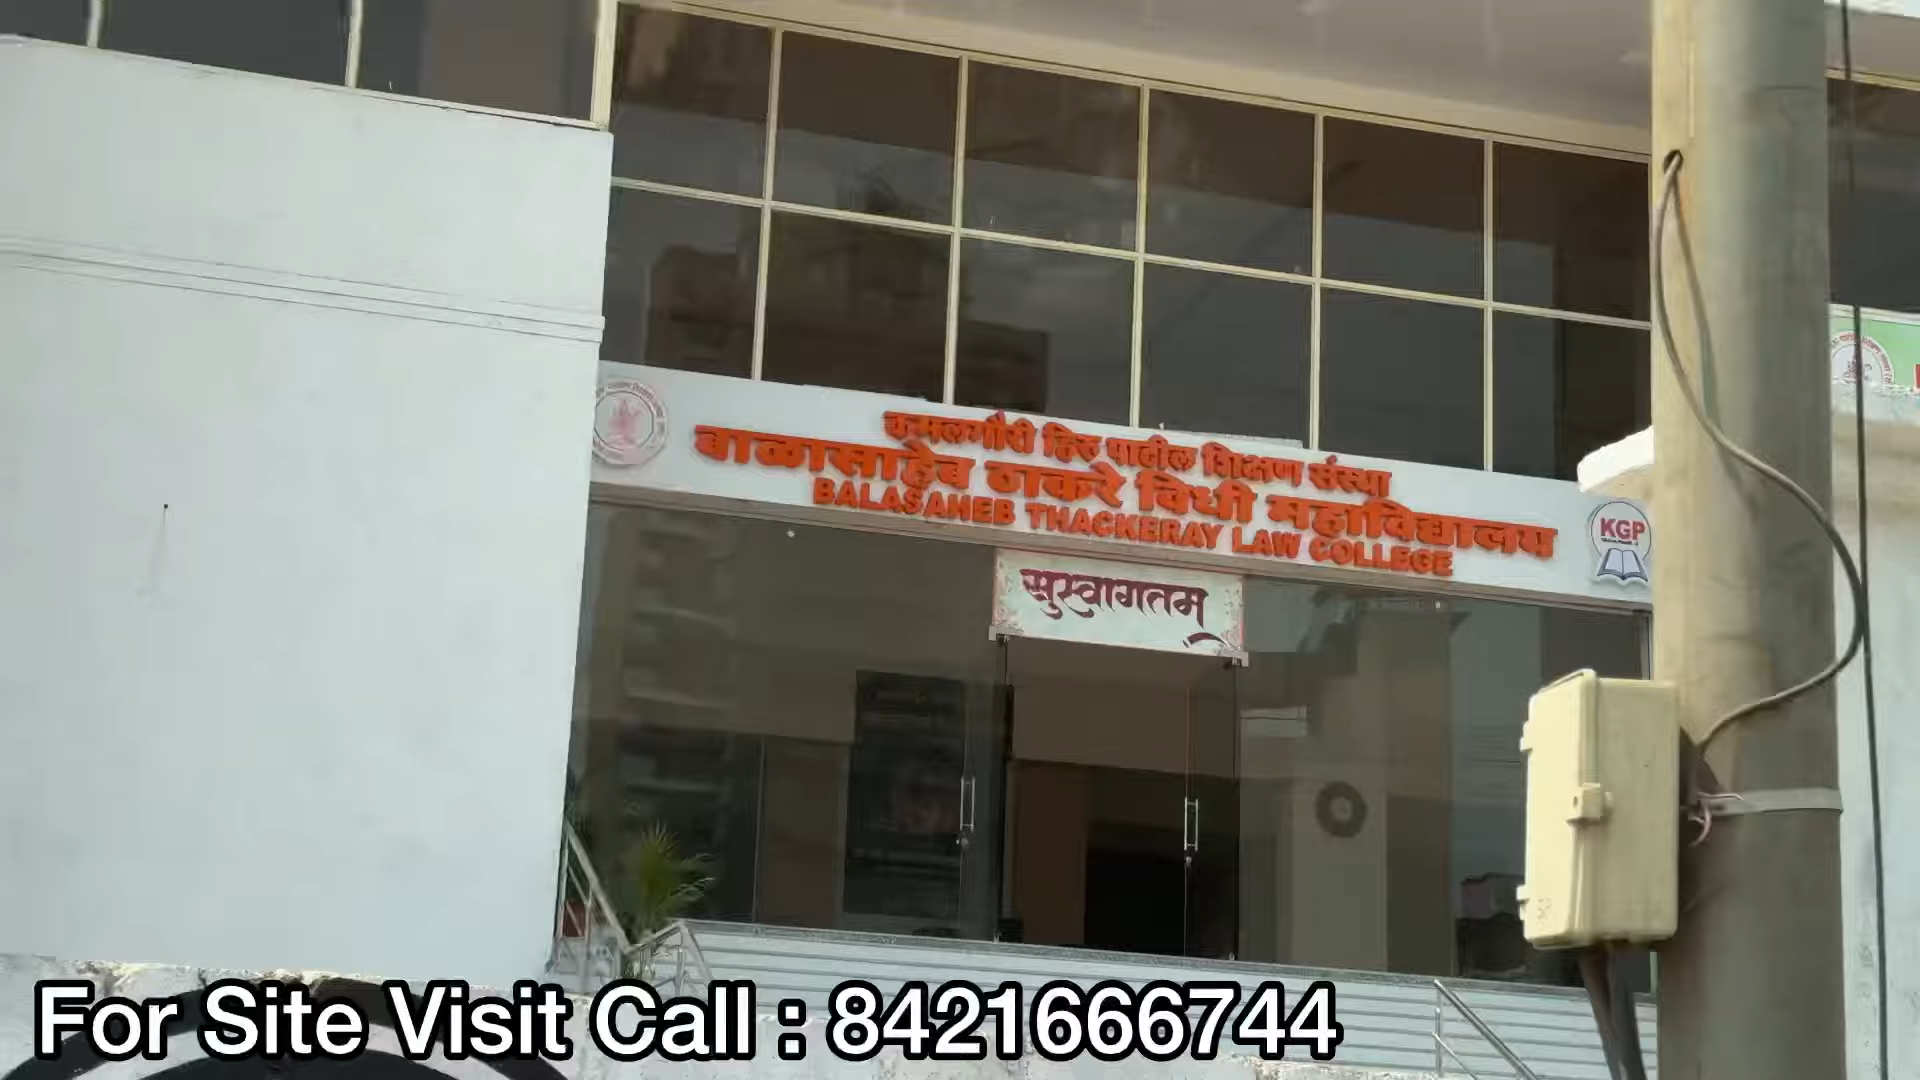 कमलगौरी हिरु पाटील शिक्षण संस्था
बाळासाहेब ठाकरे विधी महाविद्यालय
BALASAHEB THACKERAY LAW COLLEGE
KGP
सुस्वागतम्
For Site Visit Call : 8421666744